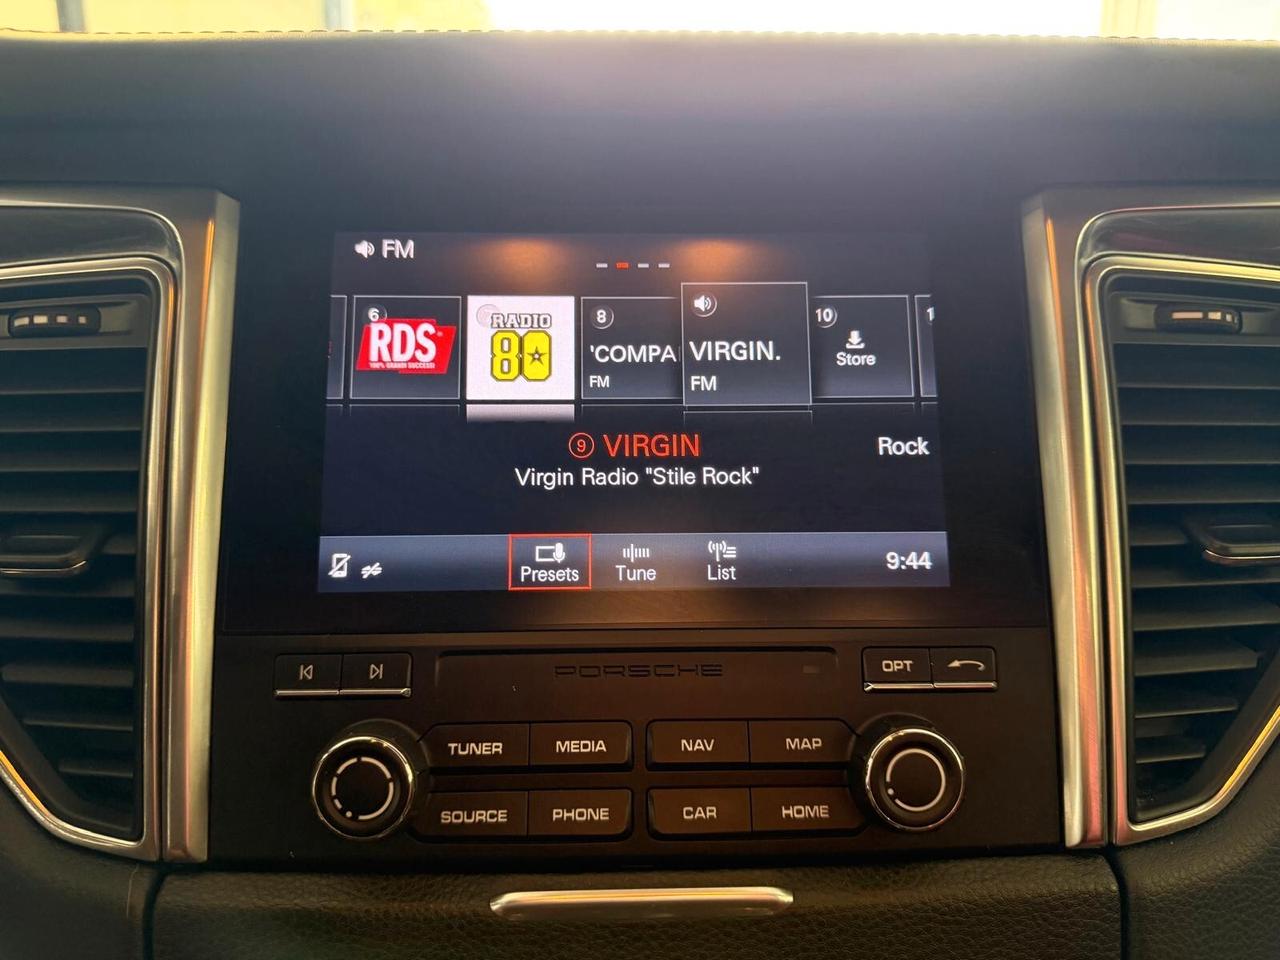 FM
6
RDS
100% GRANDI SUCCESSI
RADIO
80
8
'COMPA
FM
VIRGIN.
FM
10
Store
1
9 VIRGIN
Rock
Virgin Radio "Stile Rock"
Presets
Tune
List
9:44
PORSCHE
OPT
TUNER
MEDIA
NAV
MAP
SOURCE
PHONE
CAR
HOME